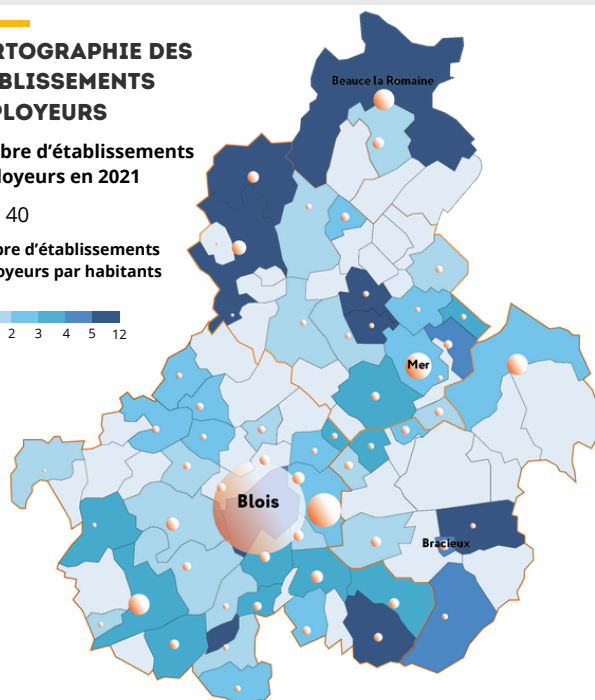 RTOGRAPHIE DES
BLISSEMENTS
PLOYEURS
bre d’établissements
loyeurs en 2021
40
bre d’établissements
oyeurs par habitants
2 3 4 5 12
Beauce la Romaine
Mer
Blois
Bracieux